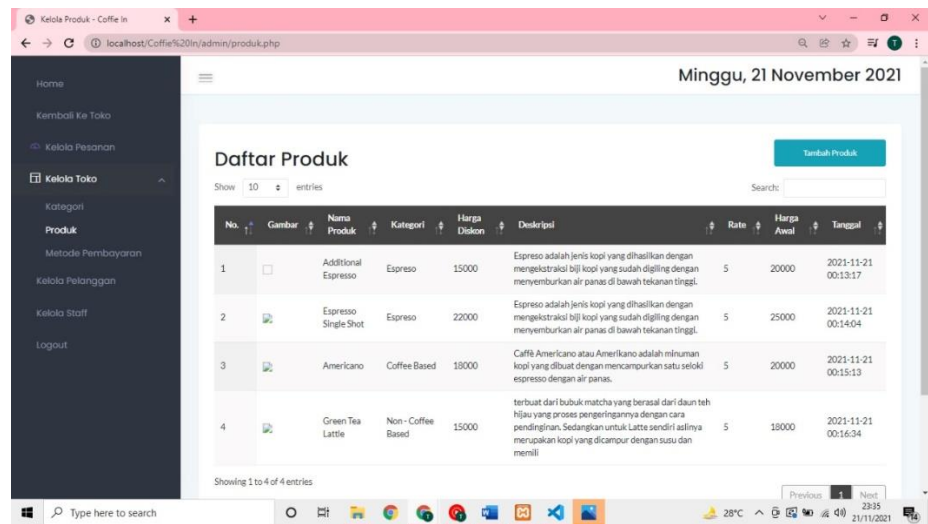 Kelola Produk - Coffie In
localhost/Coffie%20In/admin/produk.php
Home
Kembali Ke Toko
Kelola Pesanan
Kelola Toko
Kategori
Produk
Metode Pembayaran
Kelola Pelanggan
Kelola Staff
Logout
Minggu, 21 November 2021
Daftar Produk
Tambah Produk
Show 10 entries
Search:
No. Gambar Nama Produk Kategori Harga Diskon Deskripsi Rate Harga Awal Tanggal
1 Additional Espresso Espreso 15000
Espreso adalah jenis kopi yang dihasilkan dengan
mengekstraksi biji kopi yang sudah digiling dengan
menyemburkan air panas di bawah tekanan tinggi.
5 20000 2021-11-21 00:13:17
2 Espresso Single Shot Espreso 22000
Espreso adalah jenis kopi yang dihasilkan dengan
mengekstraksi biji kopi yang sudah digiling dengan
menyemburkan air panas di bawah tekanan tinggi.
5 25000 2021-11-21 00:14:04
3 Americano Coffee Based 18000
Caffè Americano atau Amerikano adalah minuman
kopi yang dibuat dengan mencampurkan satu seloki
espresso dengan air panas.
5 20000 2021-11-21 00:15:13
4 Green Tea Lattie Non - Coffee Based 15000
terbuat dari bubuk matcha yang berasal dari daun teh
hijau yang proses pengeringannya dengan cara
pendinginan. Sedangkan untuk Latte sendiri aslinya
merupakan kopi yang dicampur dengan susu dan
memili
5 18000 2021-11-21 00:16:34
Showing 1 to 4 of 4 entries
Previous 1 Next
Type here to search
28°C
23:35
21/11/2021